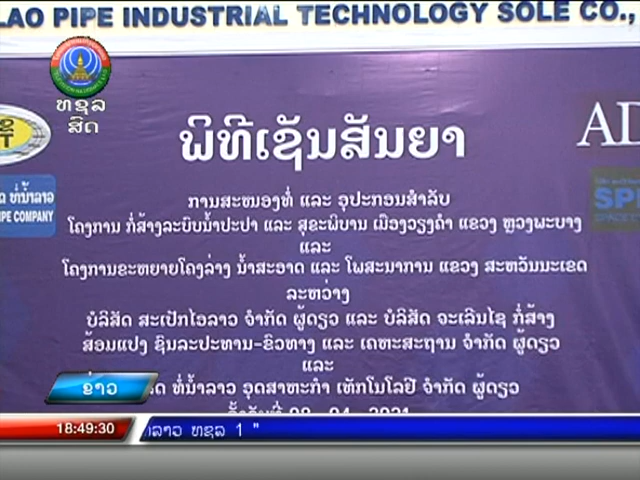 LAO PIPE INDUSTRIAL TECHNOLOGY SOLE CO.,
ທຊລ
ສົດ
ພິທີເຊັນສັນຍາ
AD
ທໍ່ນ້ຳລາວ
PIPE COMPANY
SP
ການສະໜອງທໍ່ ແລະ ອຸປະກອນສຳລັບ
ໂຄງການ ກໍ່ສ້າງລະບົບນ້ຳປະປາ ແລະ ສຸຂະພິບານ ເມືອງວຽງຄຳ ແຂວງ ຫຼວງພະບາງ
ແລະ
ໂຄງການຂະຫຍາຍໂຄງລ່າງ ນ້ຳສະອາດ ແລະ ໂພສະນາການ ແຂວງ ສະຫວັນນະເຂດ
ລະຫວ່າງ
ບໍລິສັດ ສະເປັກໄອລາວ ຈຳກັດ ຜູ້ດຽວ ແລະ ບໍລິສັດ ຈະເລີນໄຊ ກໍ່ສ້າງ
ສ້ອມແປງ ຊົນລະປະທານ-ຂົວທາງ ແລະ ເຄຫະສະຖານ ຈຳກັດ ຜູ້ດຽວ
ແລະ
ທໍ່ນ້ຳລາວ ອຸດສາຫະກຳ ເທັກໂນໂລຢີ ຈຳກັດ ຜູ້ດຽວ
ຂ່າວ
18:49:30
ລາວ ທຊລ 1 "